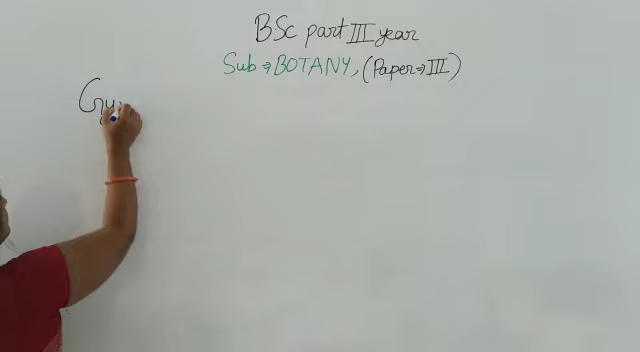 BSc part III year
Sub ⇒ BOTANY, (Paper ⇒ III)
Gy